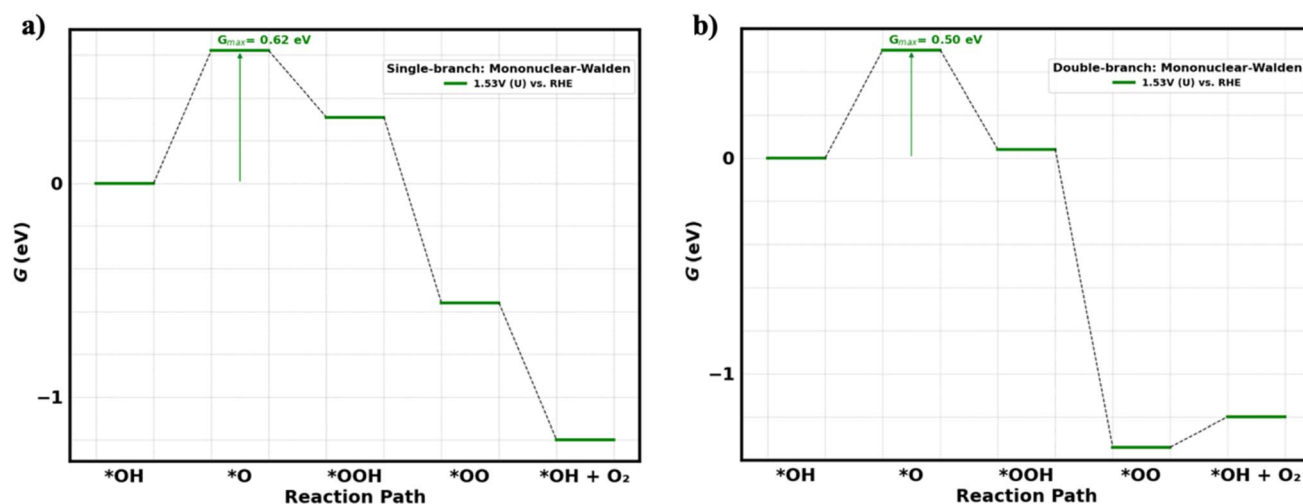 a)
G_max= 0.62 eV
Single-branch: Mononuclear-Walden
1.53V (U) vs. RHE
0
−1
G (eV)
*OH *O *OOH *OO *OH + O₂
Reaction Path
b)
G_max= 0.50 eV
Double-branch: Mononuclear-Walden
1.53V (U) vs. RHE
0
−1
G (eV)
*OH *O *OOH *OO *OH + O₂
Reaction Path